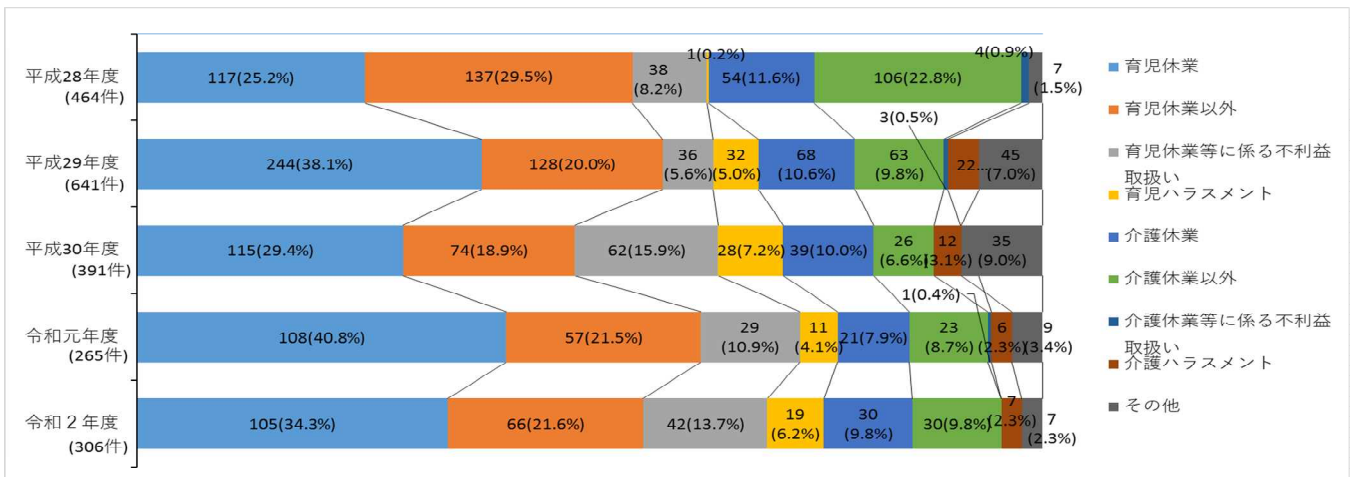 1(0.2%)
4(0.9%)
平成28年度
(464件)
117(25.2%)
137(29.5%)
38
(8.2%)
54(11.6%)
106(22.8%)
7
(1.5%)
3(0.5%)
平成29年度
(641件)
244(38.1%)
128(20.0%)
36
(5.6%)
32
(5.0%)
68
(10.6%)
63
(9.8%)
22...
45
(7.0%)
平成30年度
(391件)
115(29.4%)
74(18.9%)
62(15.9%)
28(7.2%)
39(10.0%)
26
(6.6%)
12
(3.1%)
35
(9.0%)
1(0.4%)
令和元年度
(265件)
108(40.8%)
57(21.5%)
29
(10.9%)
11
(4.1%)
21(7.9%)
23
(8.7%)
6
(2.3%)
9
(3.4%)
令和２年度
(306件)
105(34.3%)
66(21.6%)
42(13.7%)
19
(6.2%)
30
(9.8%)
30(9.8%)
7
(2.3%)
7
(2.3%)
育児休業
育児休業以外
育児休業等に係る不利益
取扱い
育児ハラスメント
介護休業
介護休業以外
介護休業等に係る不利益
取扱い
介護ハラスメント
その他